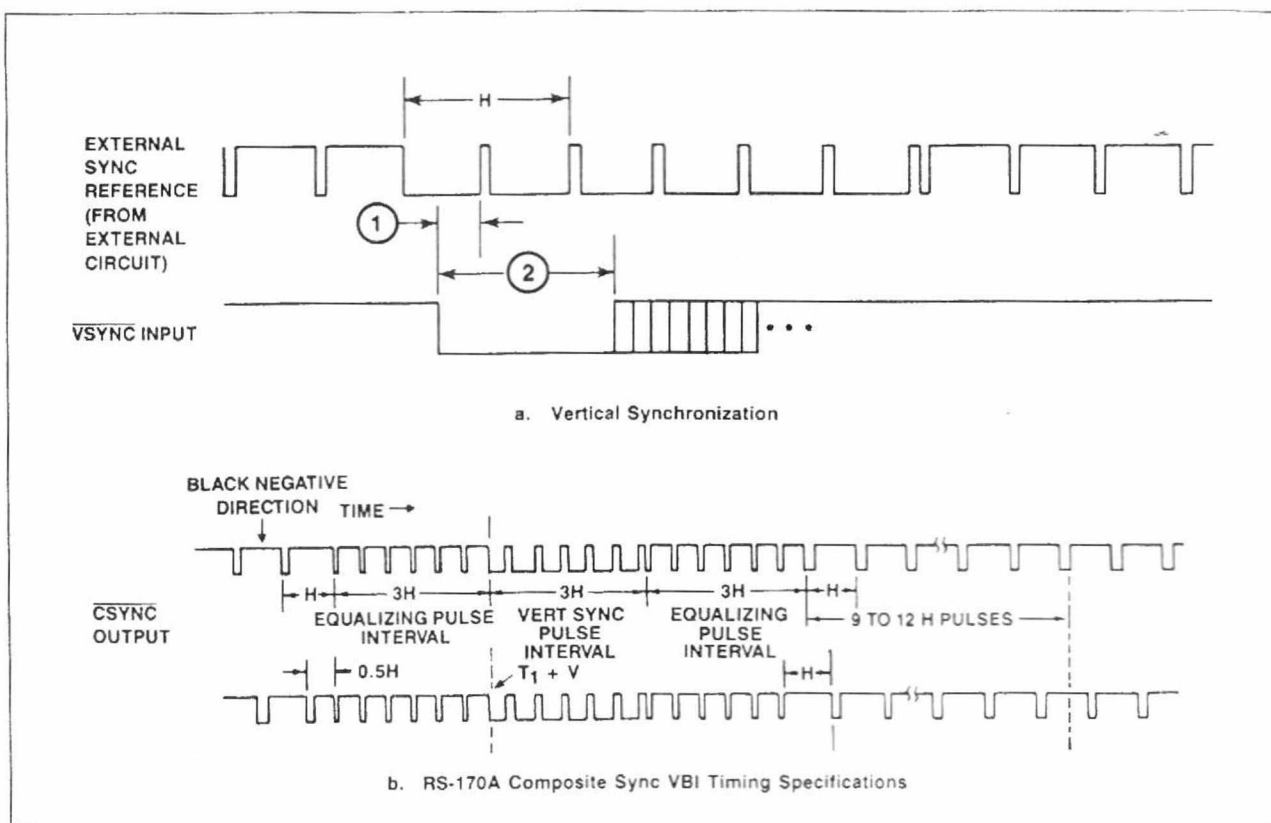 H
EXTERNAL
SYNC
REFERENCE
(FROM
EXTERNAL
CIRCUIT)
1
2
VSYNC INPUT
a. Vertical Synchronization
BLACK NEGATIVE
DIRECTION TIME
H 3H 3H 3H H
CSYNC
OUTPUT
EQUALIZING PULSE
INTERVAL
VERT SYNC
PULSE
INTERVAL
EQUALIZING
PULSE
INTERVAL
9 TO 12 H PULSES
0.5H
T1 + V
H
b. RS-170A Composite Sync VBI Timing Specifications